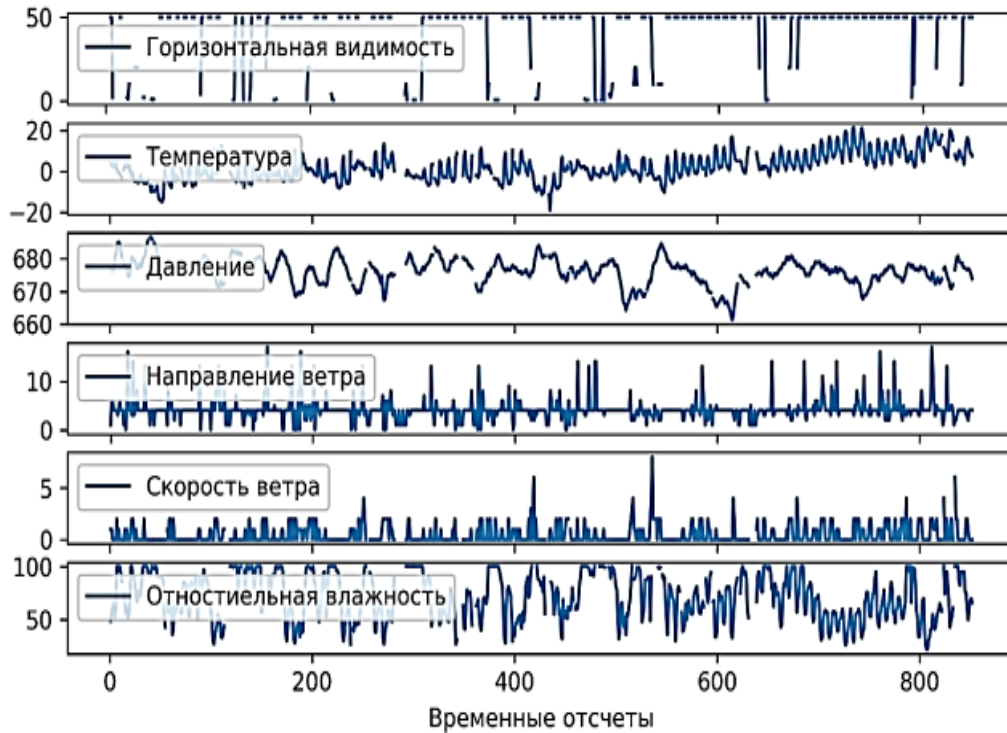 50
0
Горизонтальная видимость
20
0
−20
Температура
680
670
660
Давление
10
0
Направление ветра
5
0
Скорость ветра
100
50
Отностиельная влажность
0 200 400 600 800
Временные отсчеты